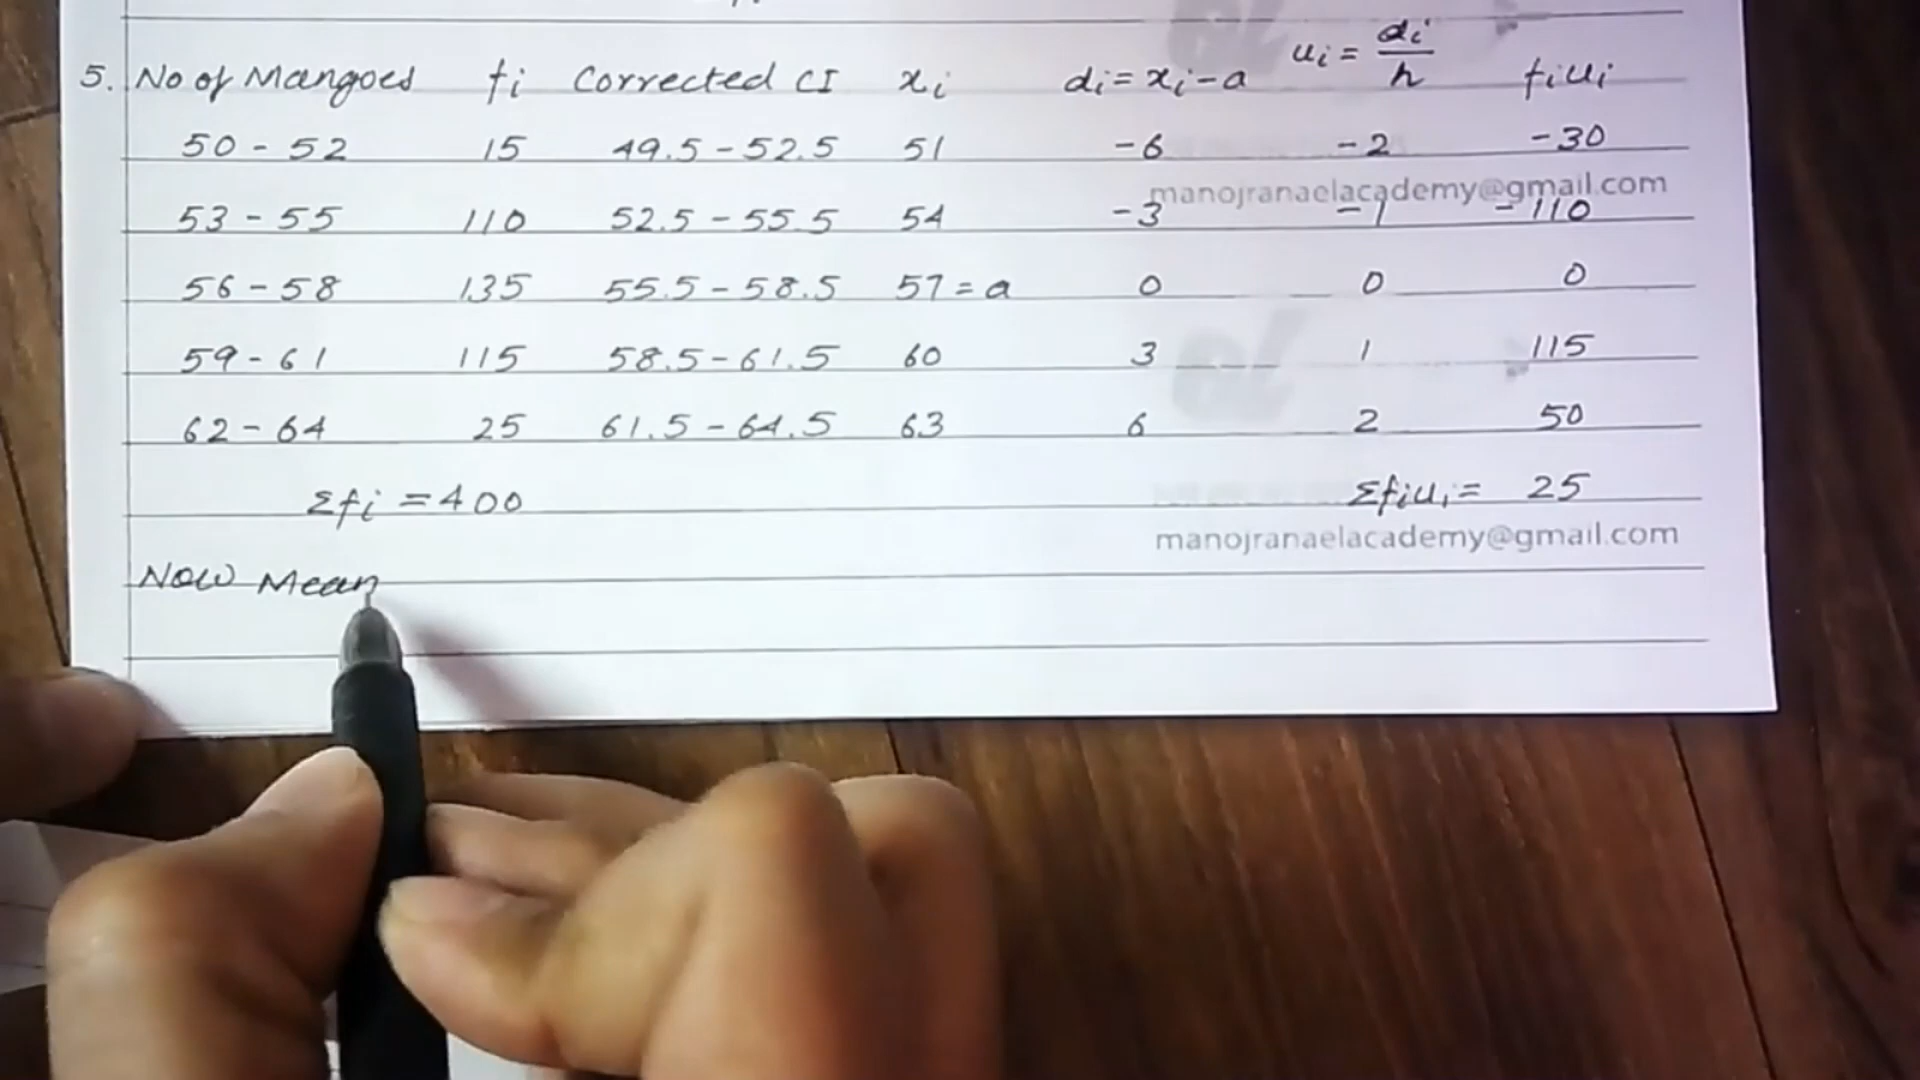 5. No of Mangoes fi Corrected CI xi di = xi - a ui = di/h fiui
50 - 52 15 49.5 - 52.5 51 -6 -2 -30
manojranaelacademy@gmail.com
53 - 55 110 52.5 - 55.5 54 -3 -1 -110
56 - 58 135 55.5 - 58.5 57 = a 0 0 0
59 - 61 115 58.5 - 61.5 60 3 1 115
62 - 64 25 61.5 - 64.5 63 6 2 50
Σfi = 400 Σfiui = 25
manojranaelacademy@gmail.com
Now Mean